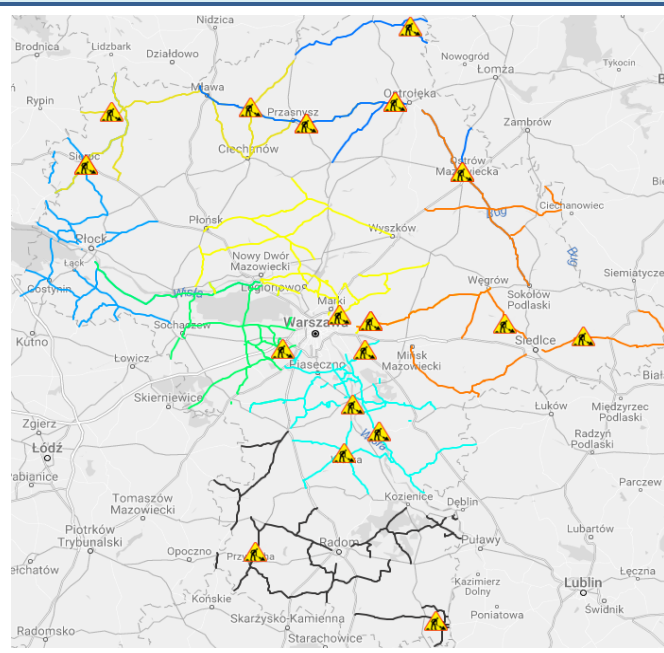 Nidzica
Brodnica
Lidzbark
Działdowo
Nowogród
Tykocin
Łomża
Rypin
Mława
Ostrołęka
Przasnysz
Zambrów
Ciechanów
Ostrów
Mazowiecka
Ciechanowiec
Bug
Płońsk
Wyszków
Płock
Łąck
Nowy Dwór
Mazowiecki
Bug
Siemiatycze
Wisła
Legionowo
Węgrów
Sokołów
Podlaski
Gostynin
Marki
Sochaczew
Warszawa
Kutno
Siedlce
Łowicz
Piaseczno
Mińsk
Mazowiecki
Skierniewice
Łuków
Międzyrzec
Podlaski
Zgierz
Łódź
Wisła
Radzyń
Podlaski
Pabianice
Kozienice
Dęblin
Parczew
Tomaszów
Mazowiecki
Piotrków
Trybunalski
Opoczno
Radom
Puławy
Lubartów
Bełchatów
Kazimierz
Dolny
Lublin
Łęczna
Końskie
Świdnik
Poniatowa
Skarżysko-Kamienna
Starachowice
Radomsko